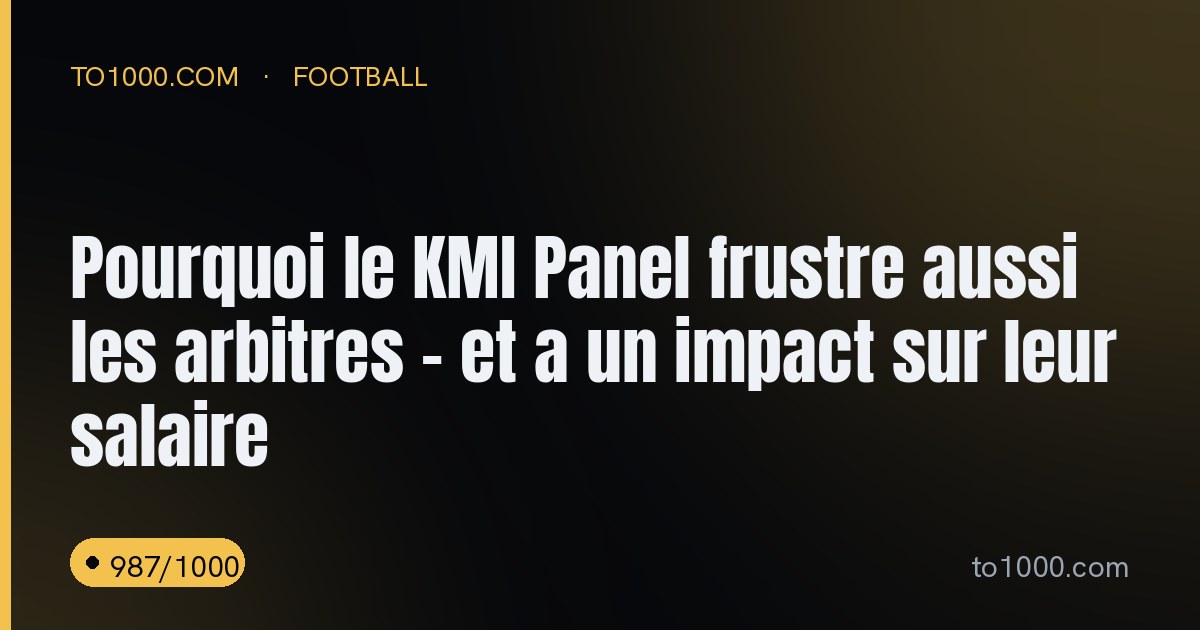 TO1000.COM · FOOTBALL
Pourquoi le KMI Panel frustre aussi
les arbitres - et a un impact sur leur
salaire
987/1000
to1000.com